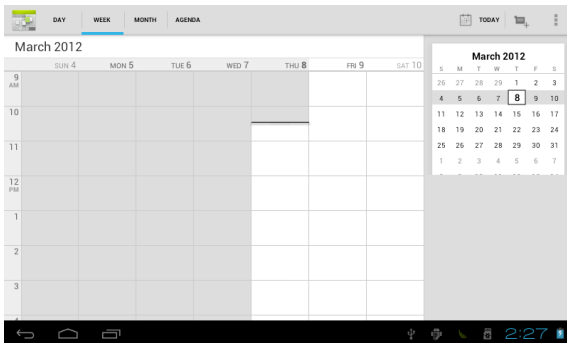 DAY WEEK MONTH AGENDA TODAY
March 2012
SUN 4 MON 5 TUE 6 WED 7 THU 8 FRI 9 SAT 10
9
AM
10
11
12
PM
1
2
3
March 2012
S M T W T F S
26 27 28 29 1 2 3
4 5 6 7 8 9 10
11 12 13 14 15 16 17
18 19 20 21 22 23 24
25 26 27 28 29 30 31
1 2 3 4 5 6 7
2:27